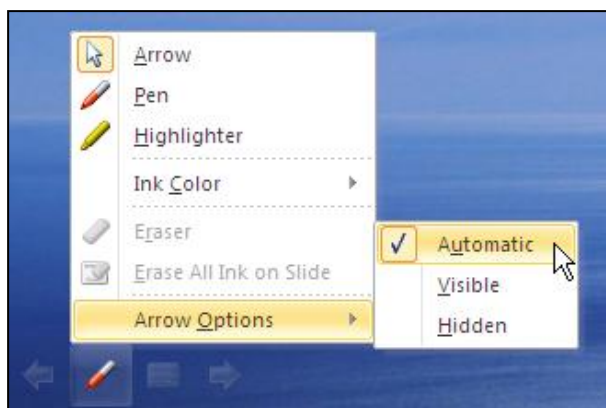 Arrow
Pen
Highlighter
Ink Color
Eraser
Erase All Ink on Slide
Arrow Options
Automatic
Visible
Hidden